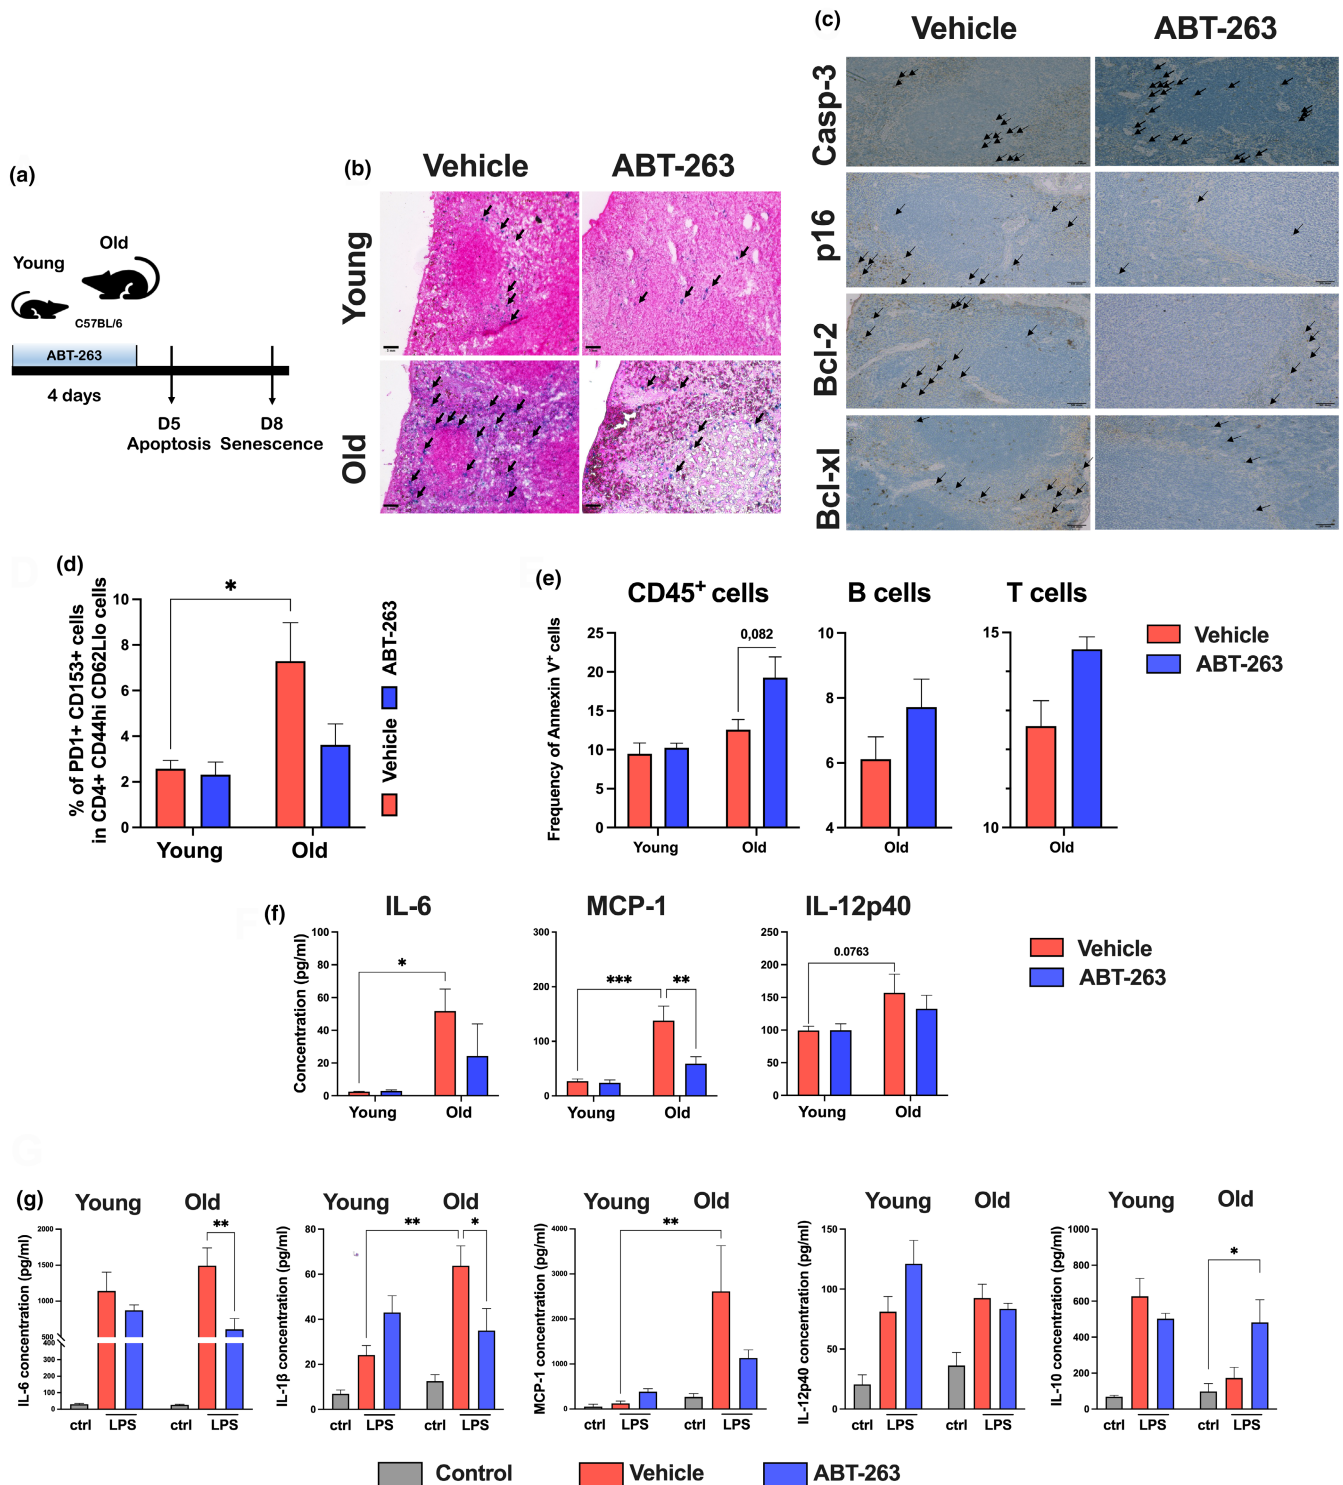 (a)
Old
Young
C57BL/6
ABT-263
4 days
D5
Apoptosis
D8
Senescence
(b)
Vehicle
ABT-263
Young
Old
(c)
Vehicle
ABT-263
Casp-3
p16
Bcl-2
Bcl-xl
(d)
% of PD1+ CD153+ cells
in CD4+ CD44hi CD62Llo cells
10
8
6
4
2
0
*
Young
Old
Vehicle
ABT-263
(e)
Frequency of Annexin V⁺ cells
CD45⁺ cells
25
20
15
10
5
0
0,082
Young
Old
B cells
10
8
6
4
Old
T cells
15
10
Old
Vehicle
ABT-263
(f)
Concentration (pg/ml)
IL-6
100
80
60
40
20
0
*
Young
Old
MCP-1
300
200
100
0
***
**
Young
Old
IL-12p40
250
200
150
100
50
0
0.0763
Young
Old
Vehicle
ABT-263
G
(g)
Young
Old
IL-6 concentration (pg/ml)
2000
1500
1000
500
400
300
200
100
0
**
ctrl
LPS
ctrl
LPS
Young
Old
IL-1β concentration (pg/ml)
80
60
40
20
0
**
*
ctrl
LPS
ctrl
LPS
Young
Old
MCP-1 concentration (pg/ml)
4000
3000
2000
1000
0
**
ctrl
LPS
ctrl
LPS
Young
Old
IL-12p40 concentration (pg/ml)
150
100
50
0
ctrl
LPS
ctrl
LPS
Young
Old
IL-10 concentration (pg/ml)
1000
800
600
400
200
0
*
ctrl
LPS
ctrl
LPS
Control
Vehicle
ABT-263